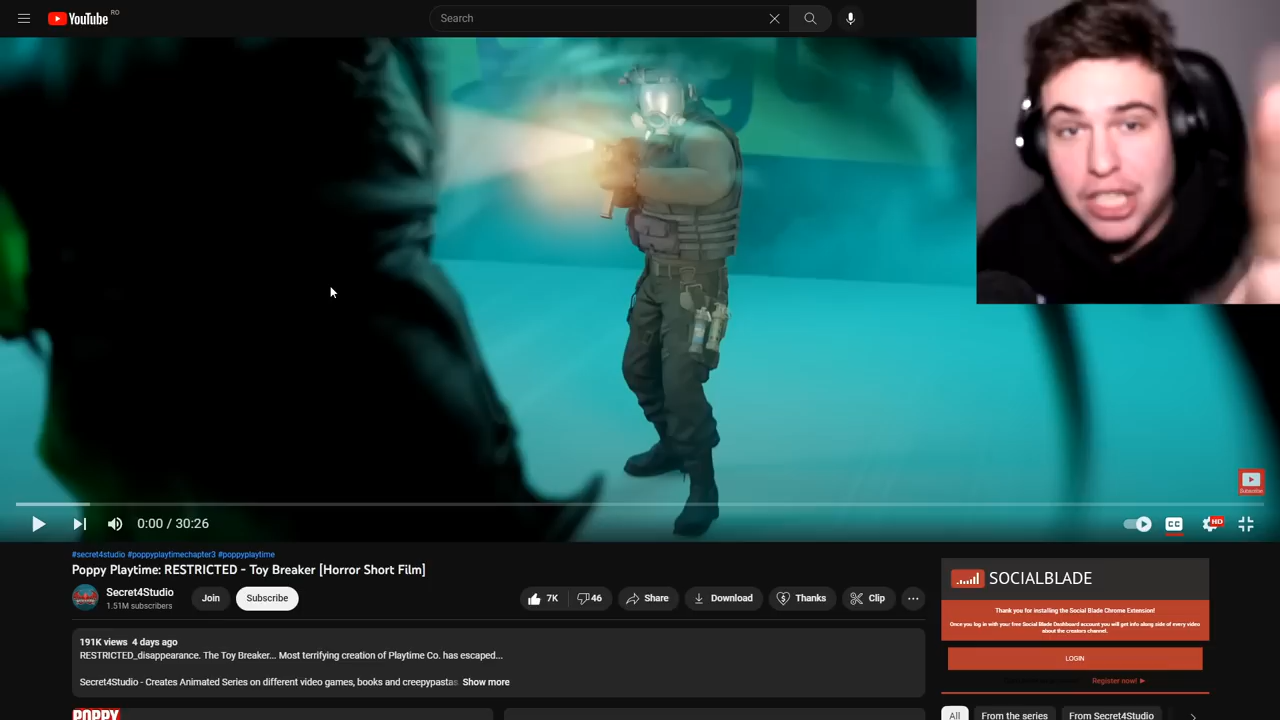 YouTube RO
Search
0:00 / 30:26
CC
HD
Subscribe
#secret4studio #poppyplaytimechapter3 #poppyplaytime
Poppy Playtime: RESTRICTED - Toy Breaker [Horror Short Film]
Secret4Studio
1.51M subscribers
Join
Subscribe
7K
46
Share
Download
Thanks
Clip
191K views 4 days ago
RESTRICTED_disappearance. The Toy Breaker... Most terrifying creation of Playtime Co. has escaped...
Secret4Studio - Creates Animated Series on different video games, books and creepypastas Show more
SOCIALBLADE
Thank you for installing the Social Blade Chrome Extension!
Once you log in with your free Social Blade Dashboard account you will get info along side of every video
about the creators channel.
LOGIN
Register now! ►
POPPY
All
From the series
From Secret4Studio